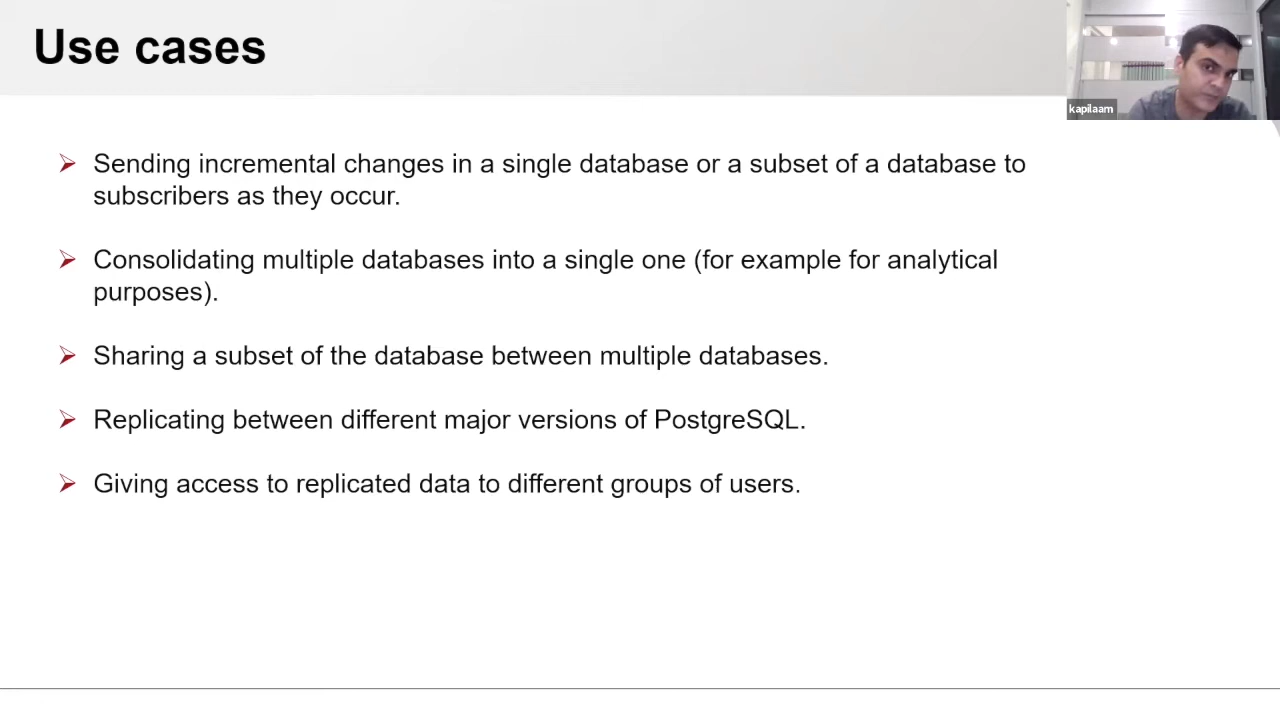 Use cases
kapilaam
Sending incremental changes in a single database or a subset of a database to
subscribers as they occur.
Consolidating multiple databases into a single one (for example for analytical
purposes).
Sharing a subset of the database between multiple databases.
Replicating between different major versions of PostgreSQL.
Giving access to replicated data to different groups of users.